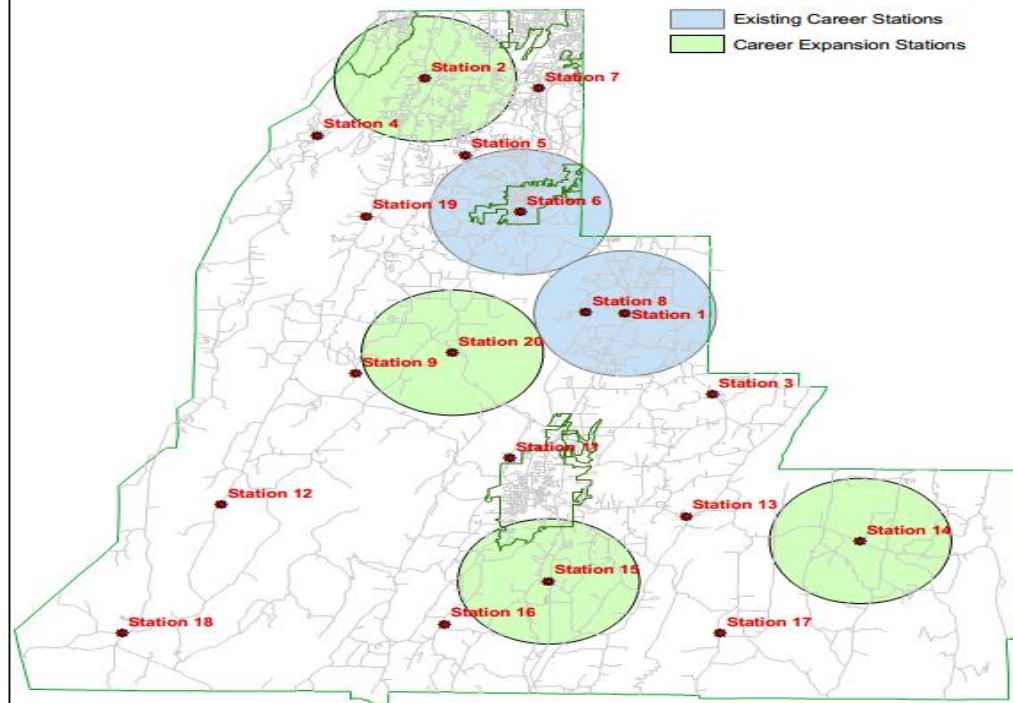 Existing Career Stations
Career Expansion Stations
Station 2
Station 7
Station 4
Station 5
Station 19
Station 6
Station 8
Station 1
Station 20
Station 9
Station 3
Station 11
Station 12
Station 13
Station 14
Station 15
Station 16
Station 18
Station 17